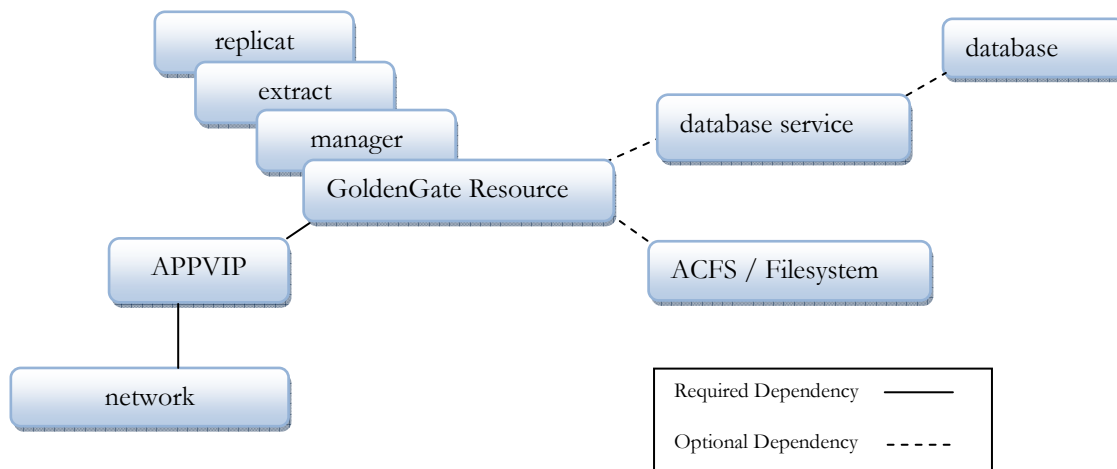 replicat
extract
manager
GoldenGate Resource
database
database service
APPVIP
ACFS / Filesystem
network
Required Dependency
Optional Dependency